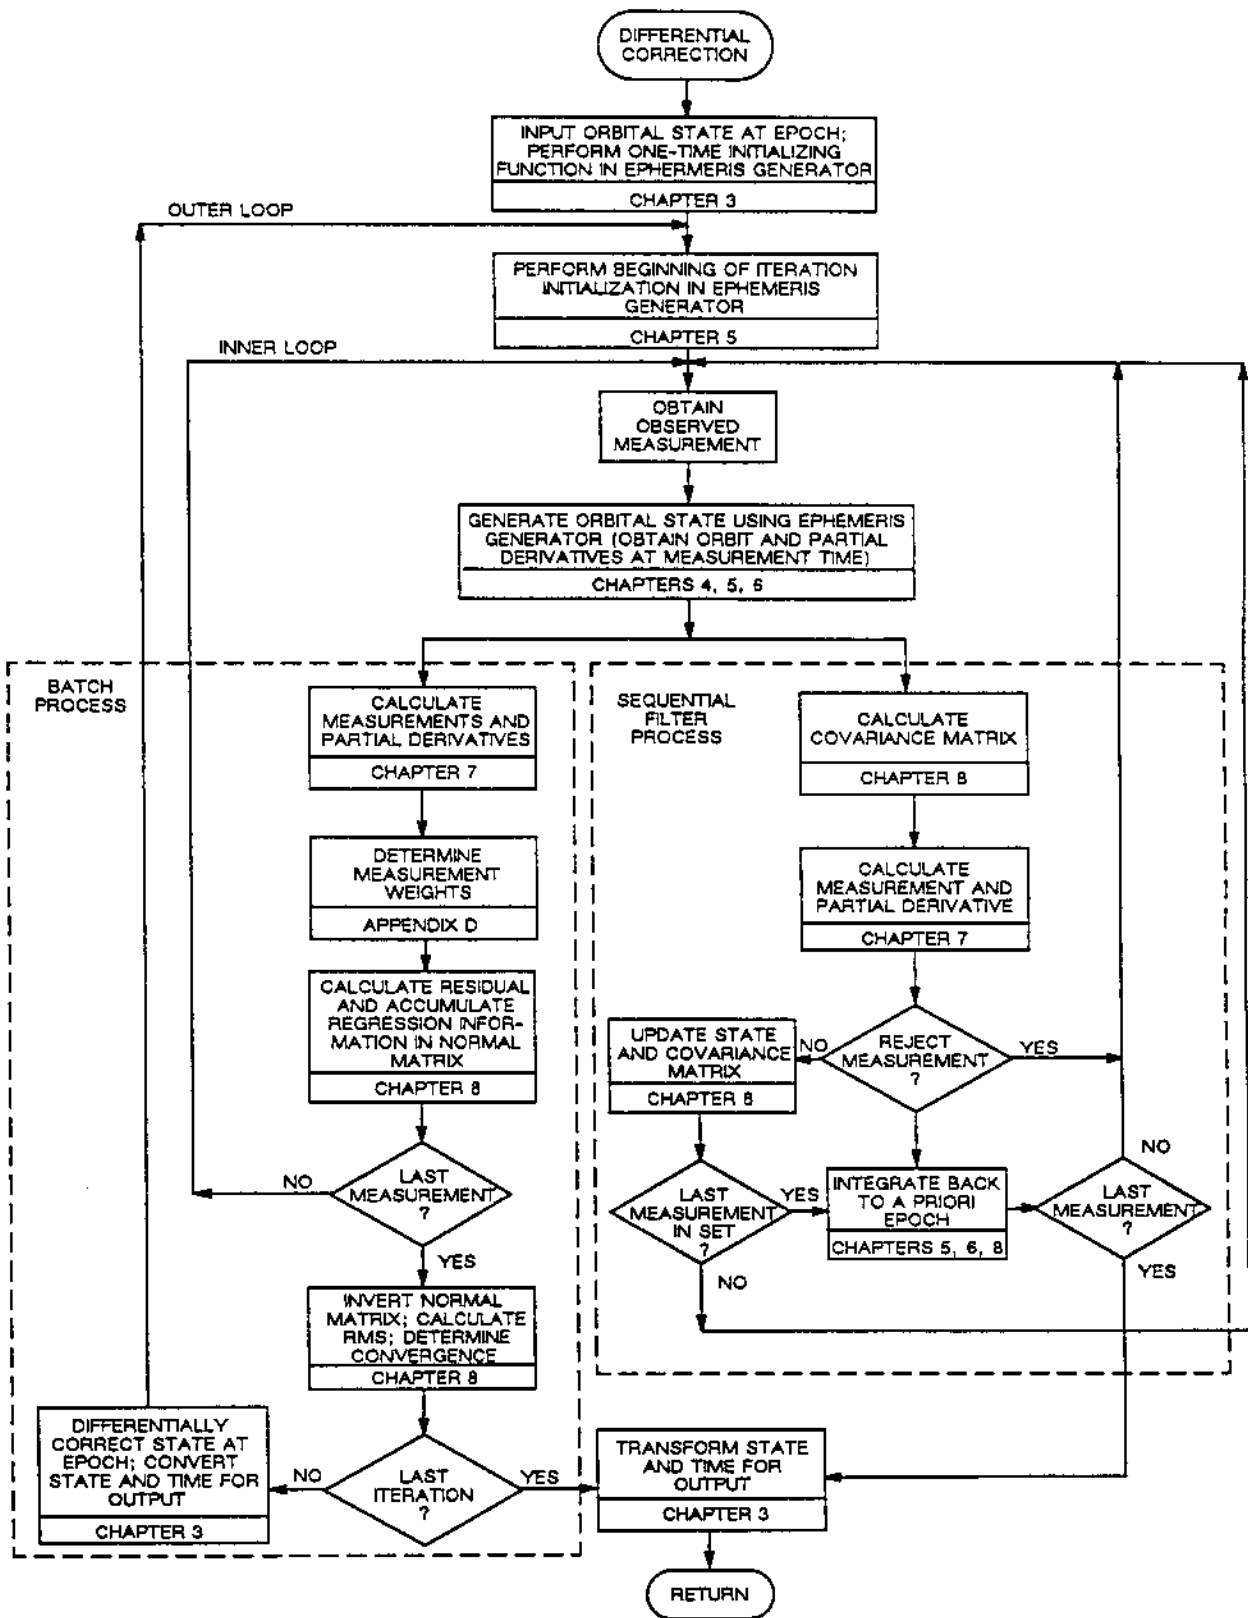 DIFFERENTIAL
CORRECTION
INPUT ORBITAL STATE AT EPOCH;
PERFORM ONE-TIME INITIALIZING
FUNCTION IN EPHERMERIS GENERATOR
CHAPTER 3
OUTER LOOP
PERFORM BEGINNING OF ITERATION
INITIALIZATION IN EPHEMERIS
GENERATOR
CHAPTER 5
INNER LOOP
OBTAIN
OBSERVED
MEASUREMENT
GENERATE ORBITAL STATE USING EPHEMERIS
GENERATOR (OBTAIN ORBIT AND PARTIAL
DERIVATIVES AT MEASUREMENT TIME)
CHAPTERS 4, 5, 6
BATCH
PROCESS
CALCULATE
MEASUREMENTS AND
PARTIAL DERIVATIVES
CHAPTER 7
DETERMINE
MEASUREMENT
WEIGHTS
APPENDIX D
CALCULATE RESIDUAL
AND ACCUMULATE
REGRESSION INFOR-
MATION IN NORMAL
MATRIX
CHAPTER 8
NO
LAST
MEASUREMENT
?
YES
INVERT NORMAL
MATRIX; CALCULATE
RMS; DETERMINE
CONVERGENCE
CHAPTER 8
DIFFERENTIALLY
CORRECT STATE AT
EPOCH; CONVERT
STATE AND TIME FOR
OUTPUT
CHAPTER 3
NO
LAST
ITERATION
?
YES
SEQUENTIAL
FILTER
PROCESS
CALCULATE
COVARIANCE MATRIX
CHAPTER 8
CALCULATE
MEASUREMENT AND
PARTIAL DERIVATIVE
CHAPTER 7
UPDATE STATE
AND COVARIANCE
MATRIX
CHAPTER 8
NO
REJECT
MEASUREMENT
?
YES
LAST
MEASUREMENT
IN SET
?
YES
NO
INTEGRATE BACK
TO A PRIORI
EPOCH
CHAPTERS 5, 6, 8
NO
LAST
MEASUREMENT
?
YES
TRANSFORM STATE
AND TIME FOR
OUTPUT
CHAPTER 3
RETURN